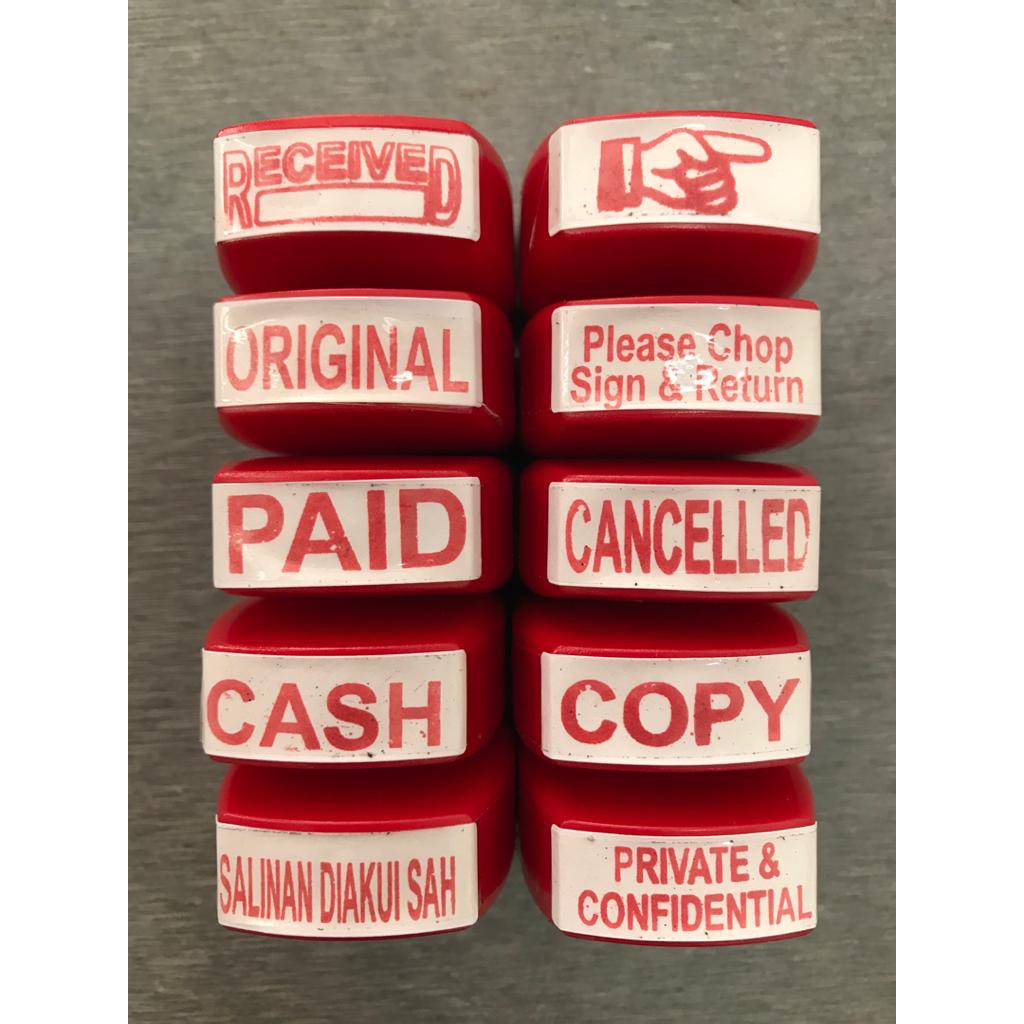 RECEIVED
ORIGINAL
Please Chop
Sign & Return
PAID
CANCELLED
CASH
COPY
SALINAN DIAKUI SAH
PRIVATE &
CONFIDENTIAL